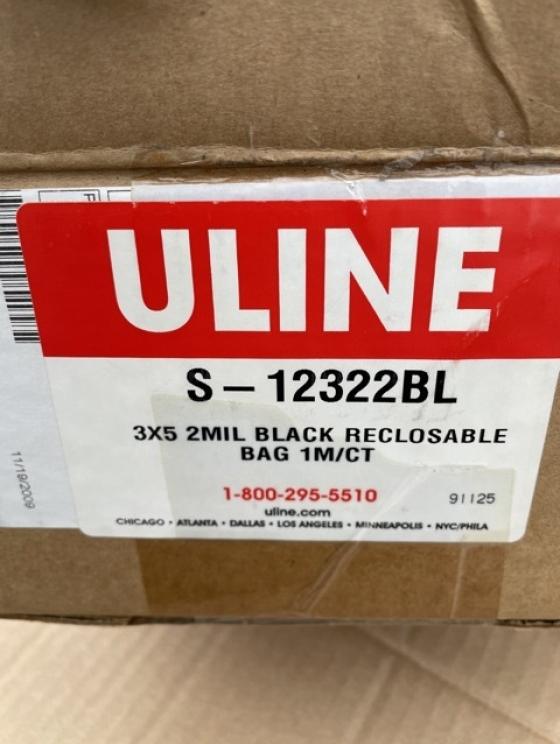 ULINE
S-12322BL
3X5 2MIL BLACK RECLOSABLE
BAG 1M/CT
1-800-295-5510
91125
uline.com
CHICAGO • ATLANTA • DALLAS • LOS ANGELES • MINNEAPOLIS • NYC/PHILA
11/19/2009